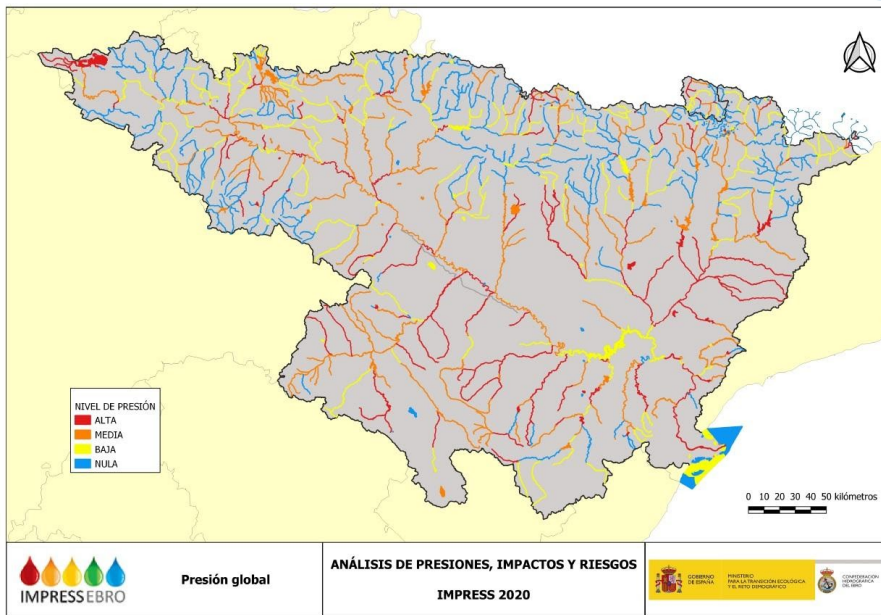 NIVEL DE PRESIÓN
ALTA
MEDIA
BAJA
NULA
0 10 20 30 40 50 kilómetros
IMPRESSEBRO
Presión global
ANÁLISIS DE PRESIONES, IMPACTOS Y RIESGOS
IMPRESS 2020
GOBIERNO
DE ESPAÑA
MINISTERIO
PARA LA TRANSICIÓN ECOLÓGICA
Y EL RETO DEMOGRÁFICO
CONFEDERACIÓN
HIDROGRÁFICA
DEL EBRO